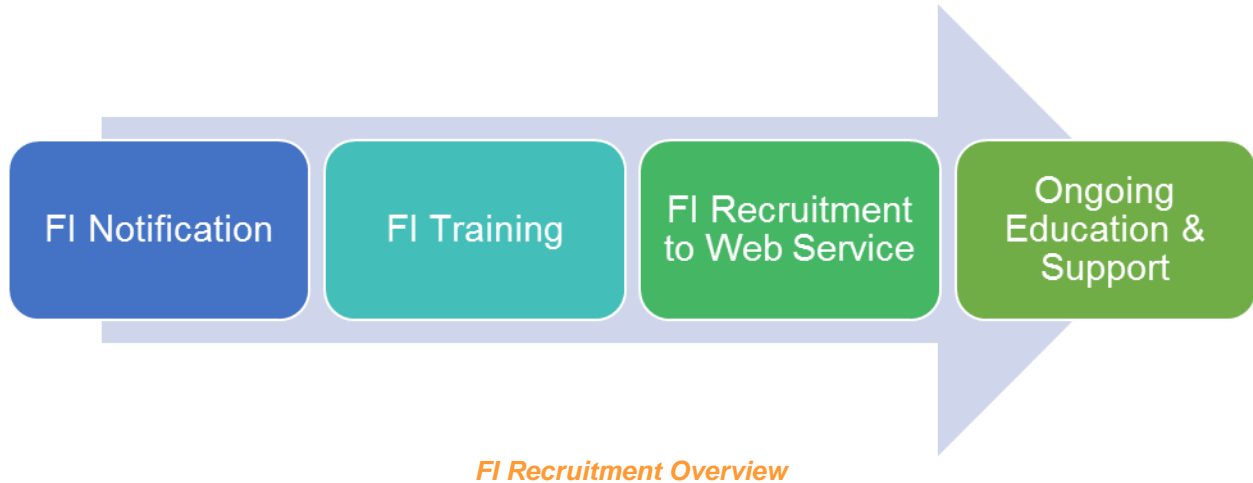 FI Notification
FI Training
FI Recruitment
to Web Service
Ongoing
Education &
Support
FI Recruitment Overview